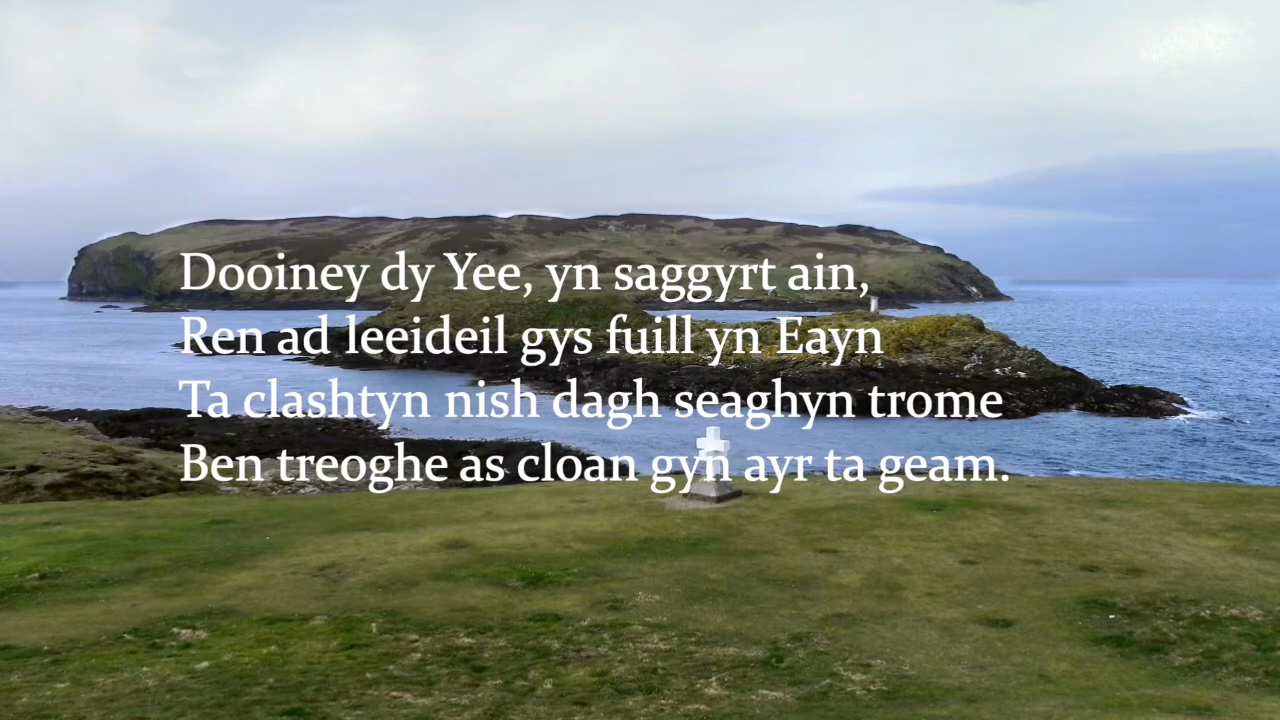 Dooiney dy Yee, yn saggyrt ain,
Ren ad leeideil gys fuill yn Eayn
Ta clashtyn nish dagh seaghyn trome
Ben treoghe as cloan gyn ayr ta geam.